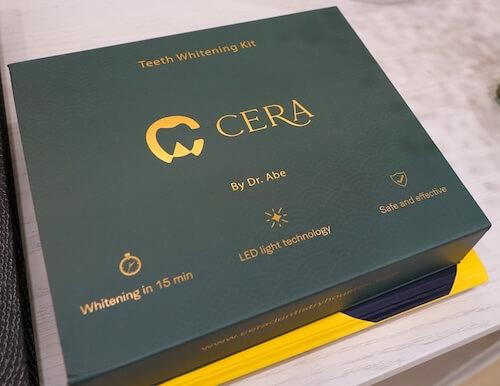 Teeth Whitening Kit
CERA
By Dr. Abe
Whitening in 15 min
LED light technology
Safe and effective